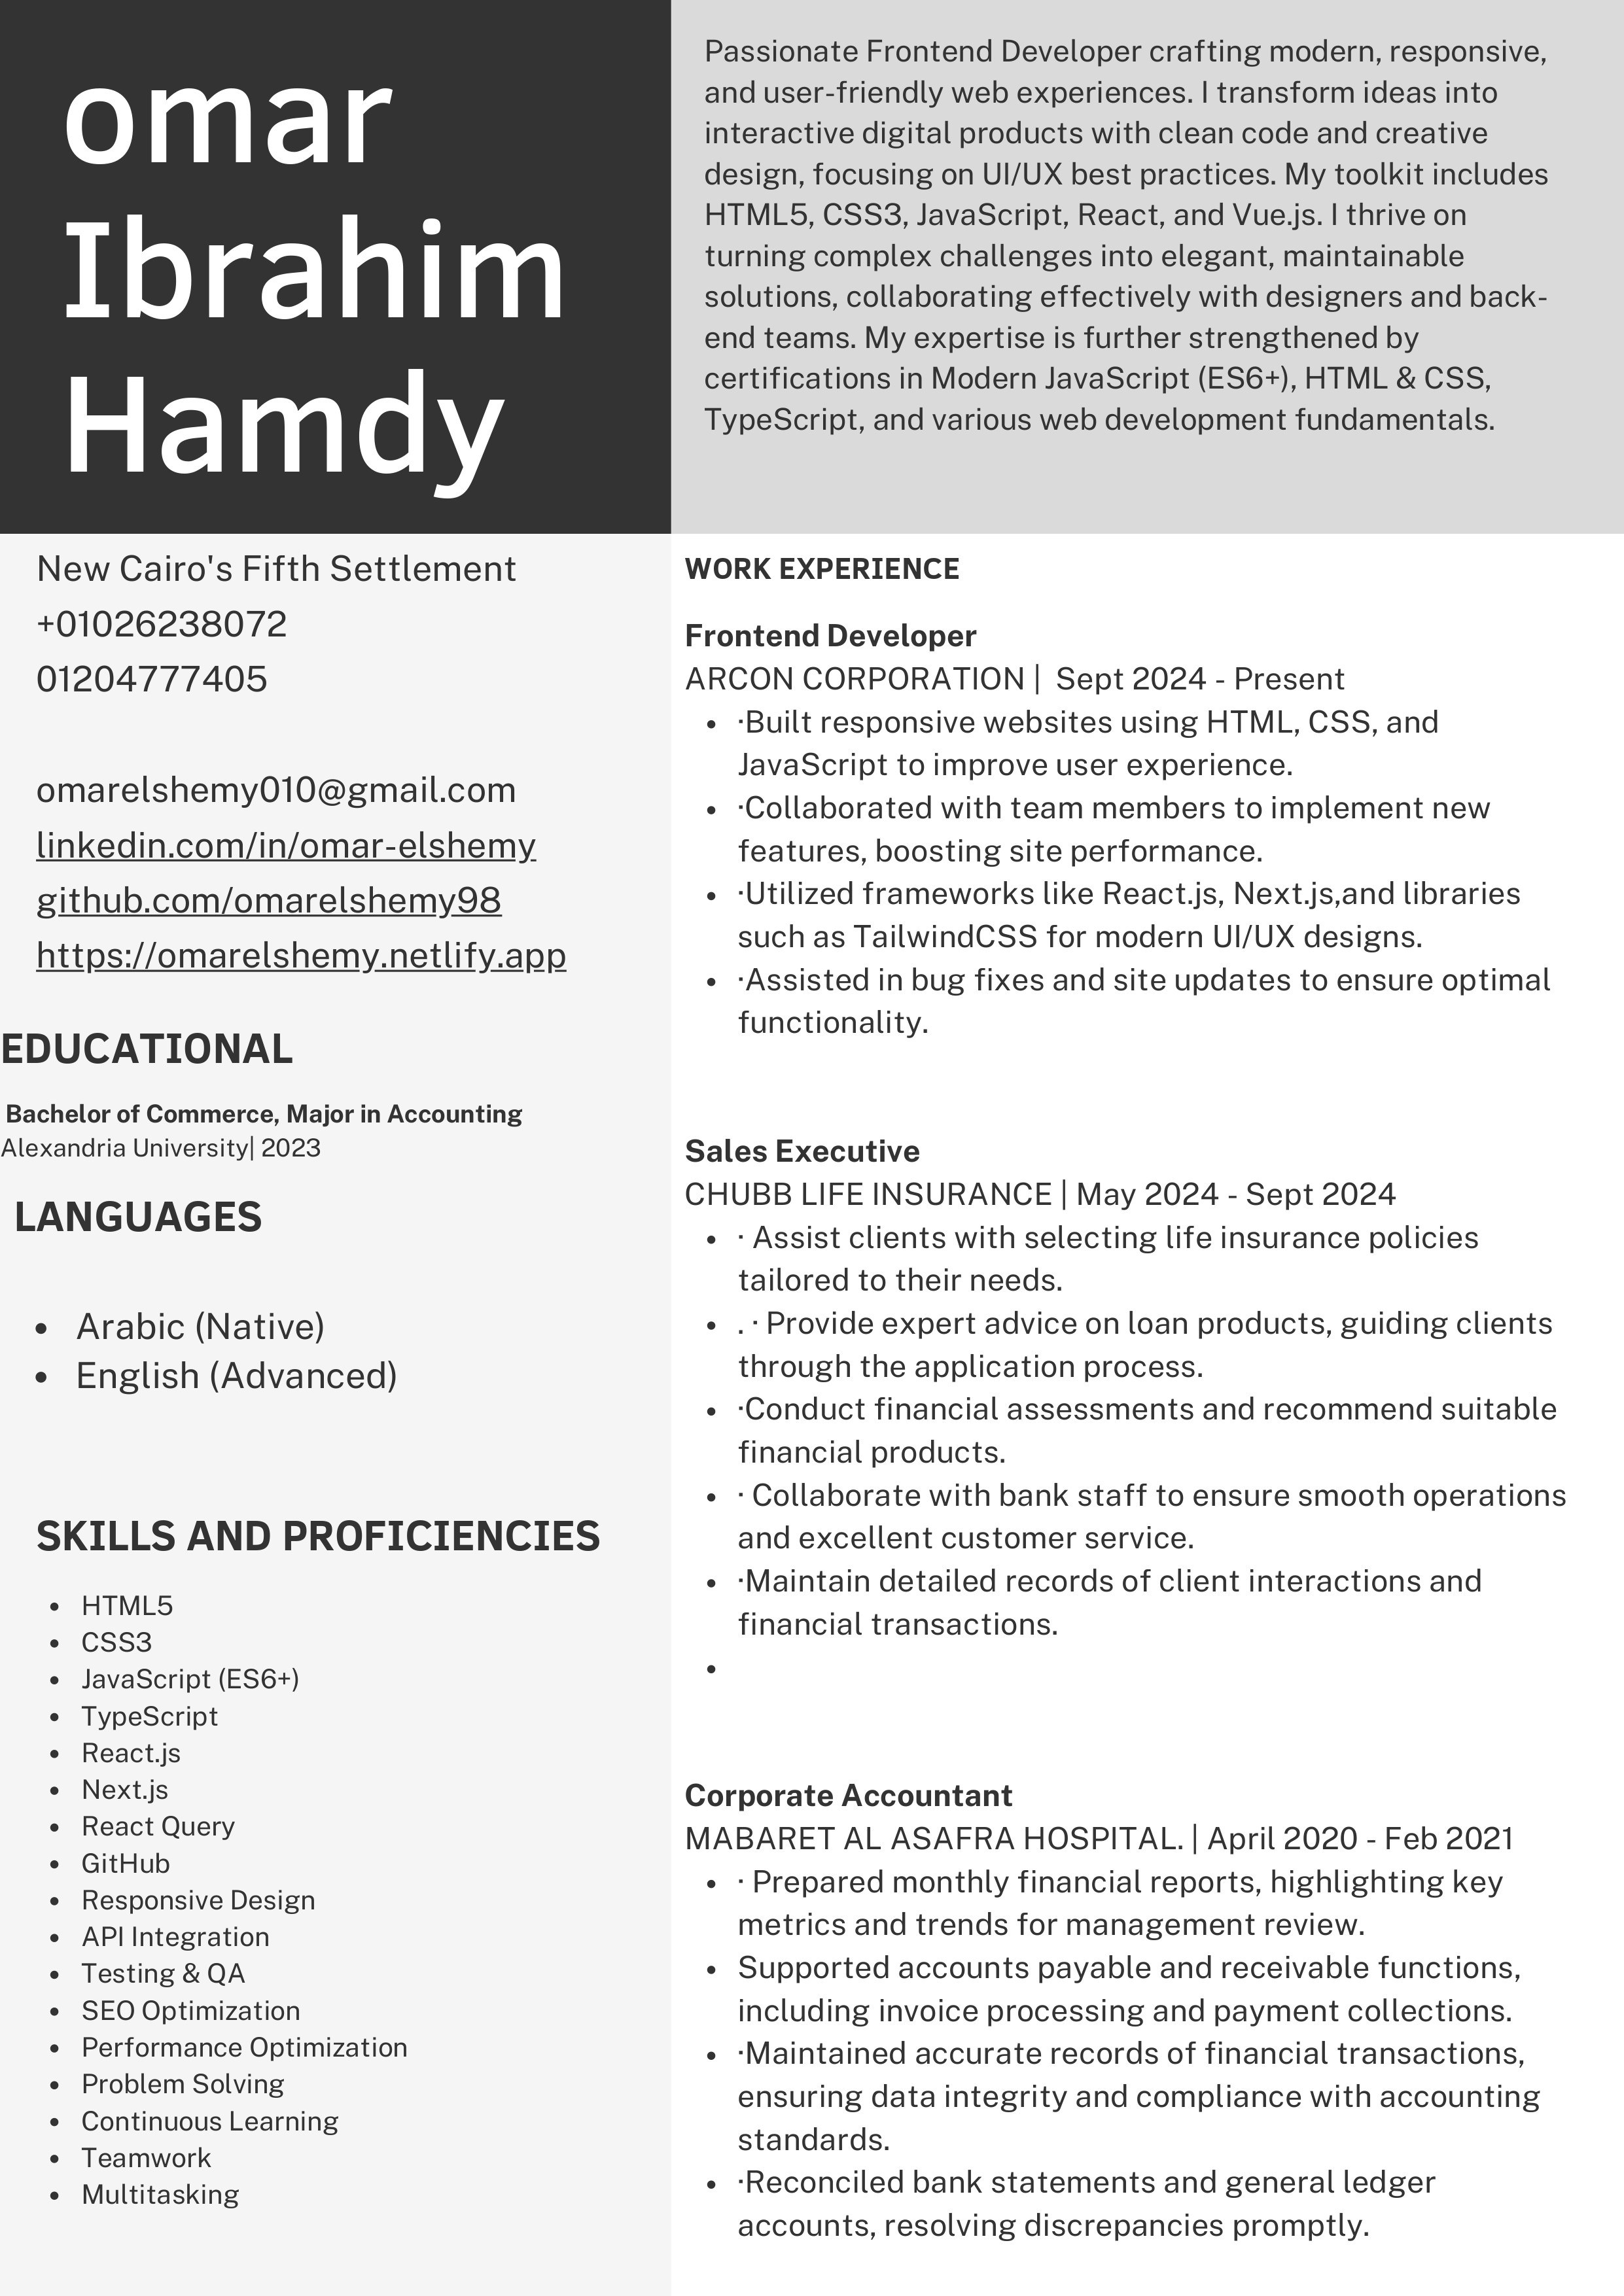 omar
Ibrahim
Hamdy
Passionate Frontend Developer crafting modern, responsive,
and user-friendly web experiences. I transform ideas into
interactive digital products with clean code and creative
design, focusing on UI/UX best practices. My toolkit includes
HTML5, CSS3, JavaScript, React, and Vue.js. I thrive on
turning complex challenges into elegant, maintainable
solutions, collaborating effectively with designers and back-
end teams. My expertise is further strengthened by
certifications in Modern JavaScript (ES6+), HTML & CSS,
TypeScript, and various web development fundamentals.
New Cairo's Fifth Settlement
+01026238072
01204777405
omarelshemy010@gmail.com
linkedin.com/in/omar-elshemy
github.com/omarelshemy98
https://omarelshemy.netlify.app
EDUCATIONAL
Bachelor of Commerce, Major in Accounting
Alexandria University| 2023
LANGUAGES
• Arabic (Native)
• English (Advanced)
SKILLS AND PROFICIENCIES
• HTML5
• CSS3
• JavaScript (ES6+)
• TypeScript
• React.js
• Next.js
• React Query
• GitHub
• Responsive Design
• API Integration
• Testing & QA
• SEO Optimization
• Performance Optimization
• Problem Solving
• Continuous Learning
• Teamwork
• Multitasking
WORK EXPERIENCE
Frontend Developer
ARCON CORPORATION | Sept 2024 - Present
• ·Built responsive websites using HTML, CSS, and
JavaScript to improve user experience.
• ·Collaborated with team members to implement new
features, boosting site performance.
• ·Utilized frameworks like React.js, Next.js,and libraries
such as TailwindCSS for modern UI/UX designs.
• ·Assisted in bug fixes and site updates to ensure optimal
functionality.
Sales Executive
CHUBB LIFE INSURANCE | May 2024 - Sept 2024
• · Assist clients with selecting life insurance policies
tailored to their needs.
• . · Provide expert advice on loan products, guiding clients
through the application process.
• ·Conduct financial assessments and recommend suitable
financial products.
• · Collaborate with bank staff to ensure smooth operations
and excellent customer service.
• ·Maintain detailed records of client interactions and
financial transactions.
•
Corporate Accountant
MABARET AL ASAFRA HOSPITAL. | April 2020 - Feb 2021
• · Prepared monthly financial reports, highlighting key
metrics and trends for management review.
• Supported accounts payable and receivable functions,
including invoice processing and payment collections.
• ·Maintained accurate records of financial transactions,
ensuring data integrity and compliance with accounting
standards.
• ·Reconciled bank statements and general ledger
accounts, resolving discrepancies promptly.